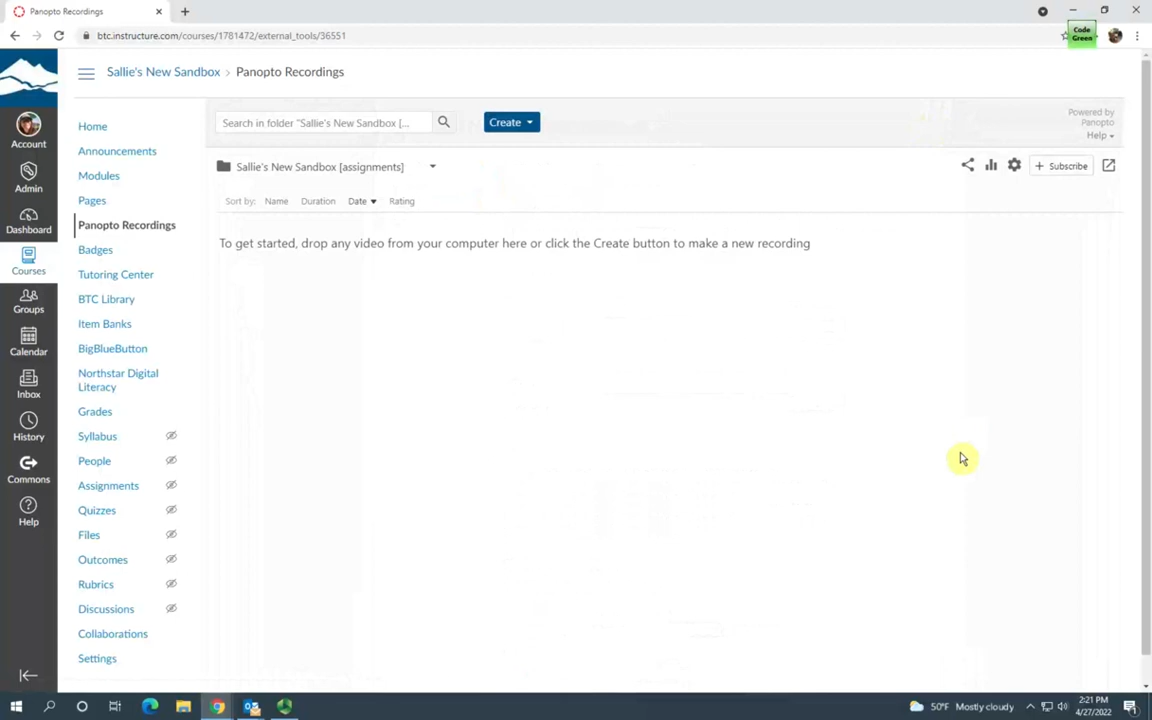 Panopto Recordings
btc.instructure.com/courses/1781472/external_tools/36551
Code
Green
Sallie's New Sandbox > Panopto Recordings
Account
Admin
Dashboard
Courses
Groups
Calendar
Inbox
History
Commons
Help
Home
Announcements
Modules
Pages
Panopto Recordings
Badges
Tutoring Center
BTC Library
Item Banks
BigBlueButton
Northstar Digital
Literacy
Grades
Syllabus
People
Assignments
Quizzes
Files
Outcomes
Rubrics
Discussions
Collaborations
Settings
Search in folder "Sallie's New Sandbox [...
Create
Powered by
Panopto
Help
Sallie's New Sandbox [assignments]
+ Subscribe
Sort by: Name Duration Date Rating
To get started, drop any video from your computer here or click the Create button to make a new recording
50°F Mostly cloudy
2:21 PM
4/27/2022
1